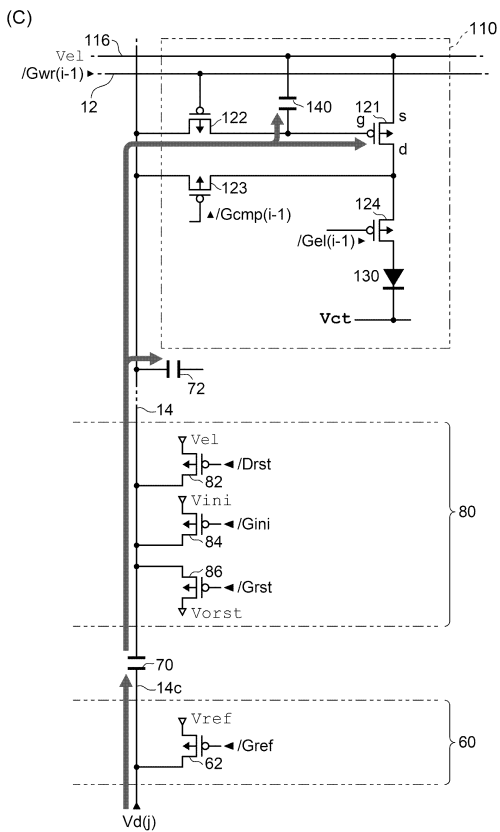 (C)
116
110
Vel
/Gwr(i-1)
12
122
140
121
g
s
d
123
/Gcmp(i-1)
124
/Gel(i-1)
130
Vct
72
14
Vel
/Drst
82
Vini
80
/Gini
84
86
/Grst
Vorst
70
14c
Vref
/Gref
60
62
Vd(j)